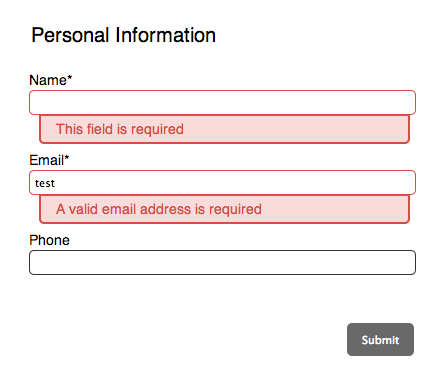 Personal Information
Name*
This field is required
Email*
test
A valid email address is required
Phone
Submit